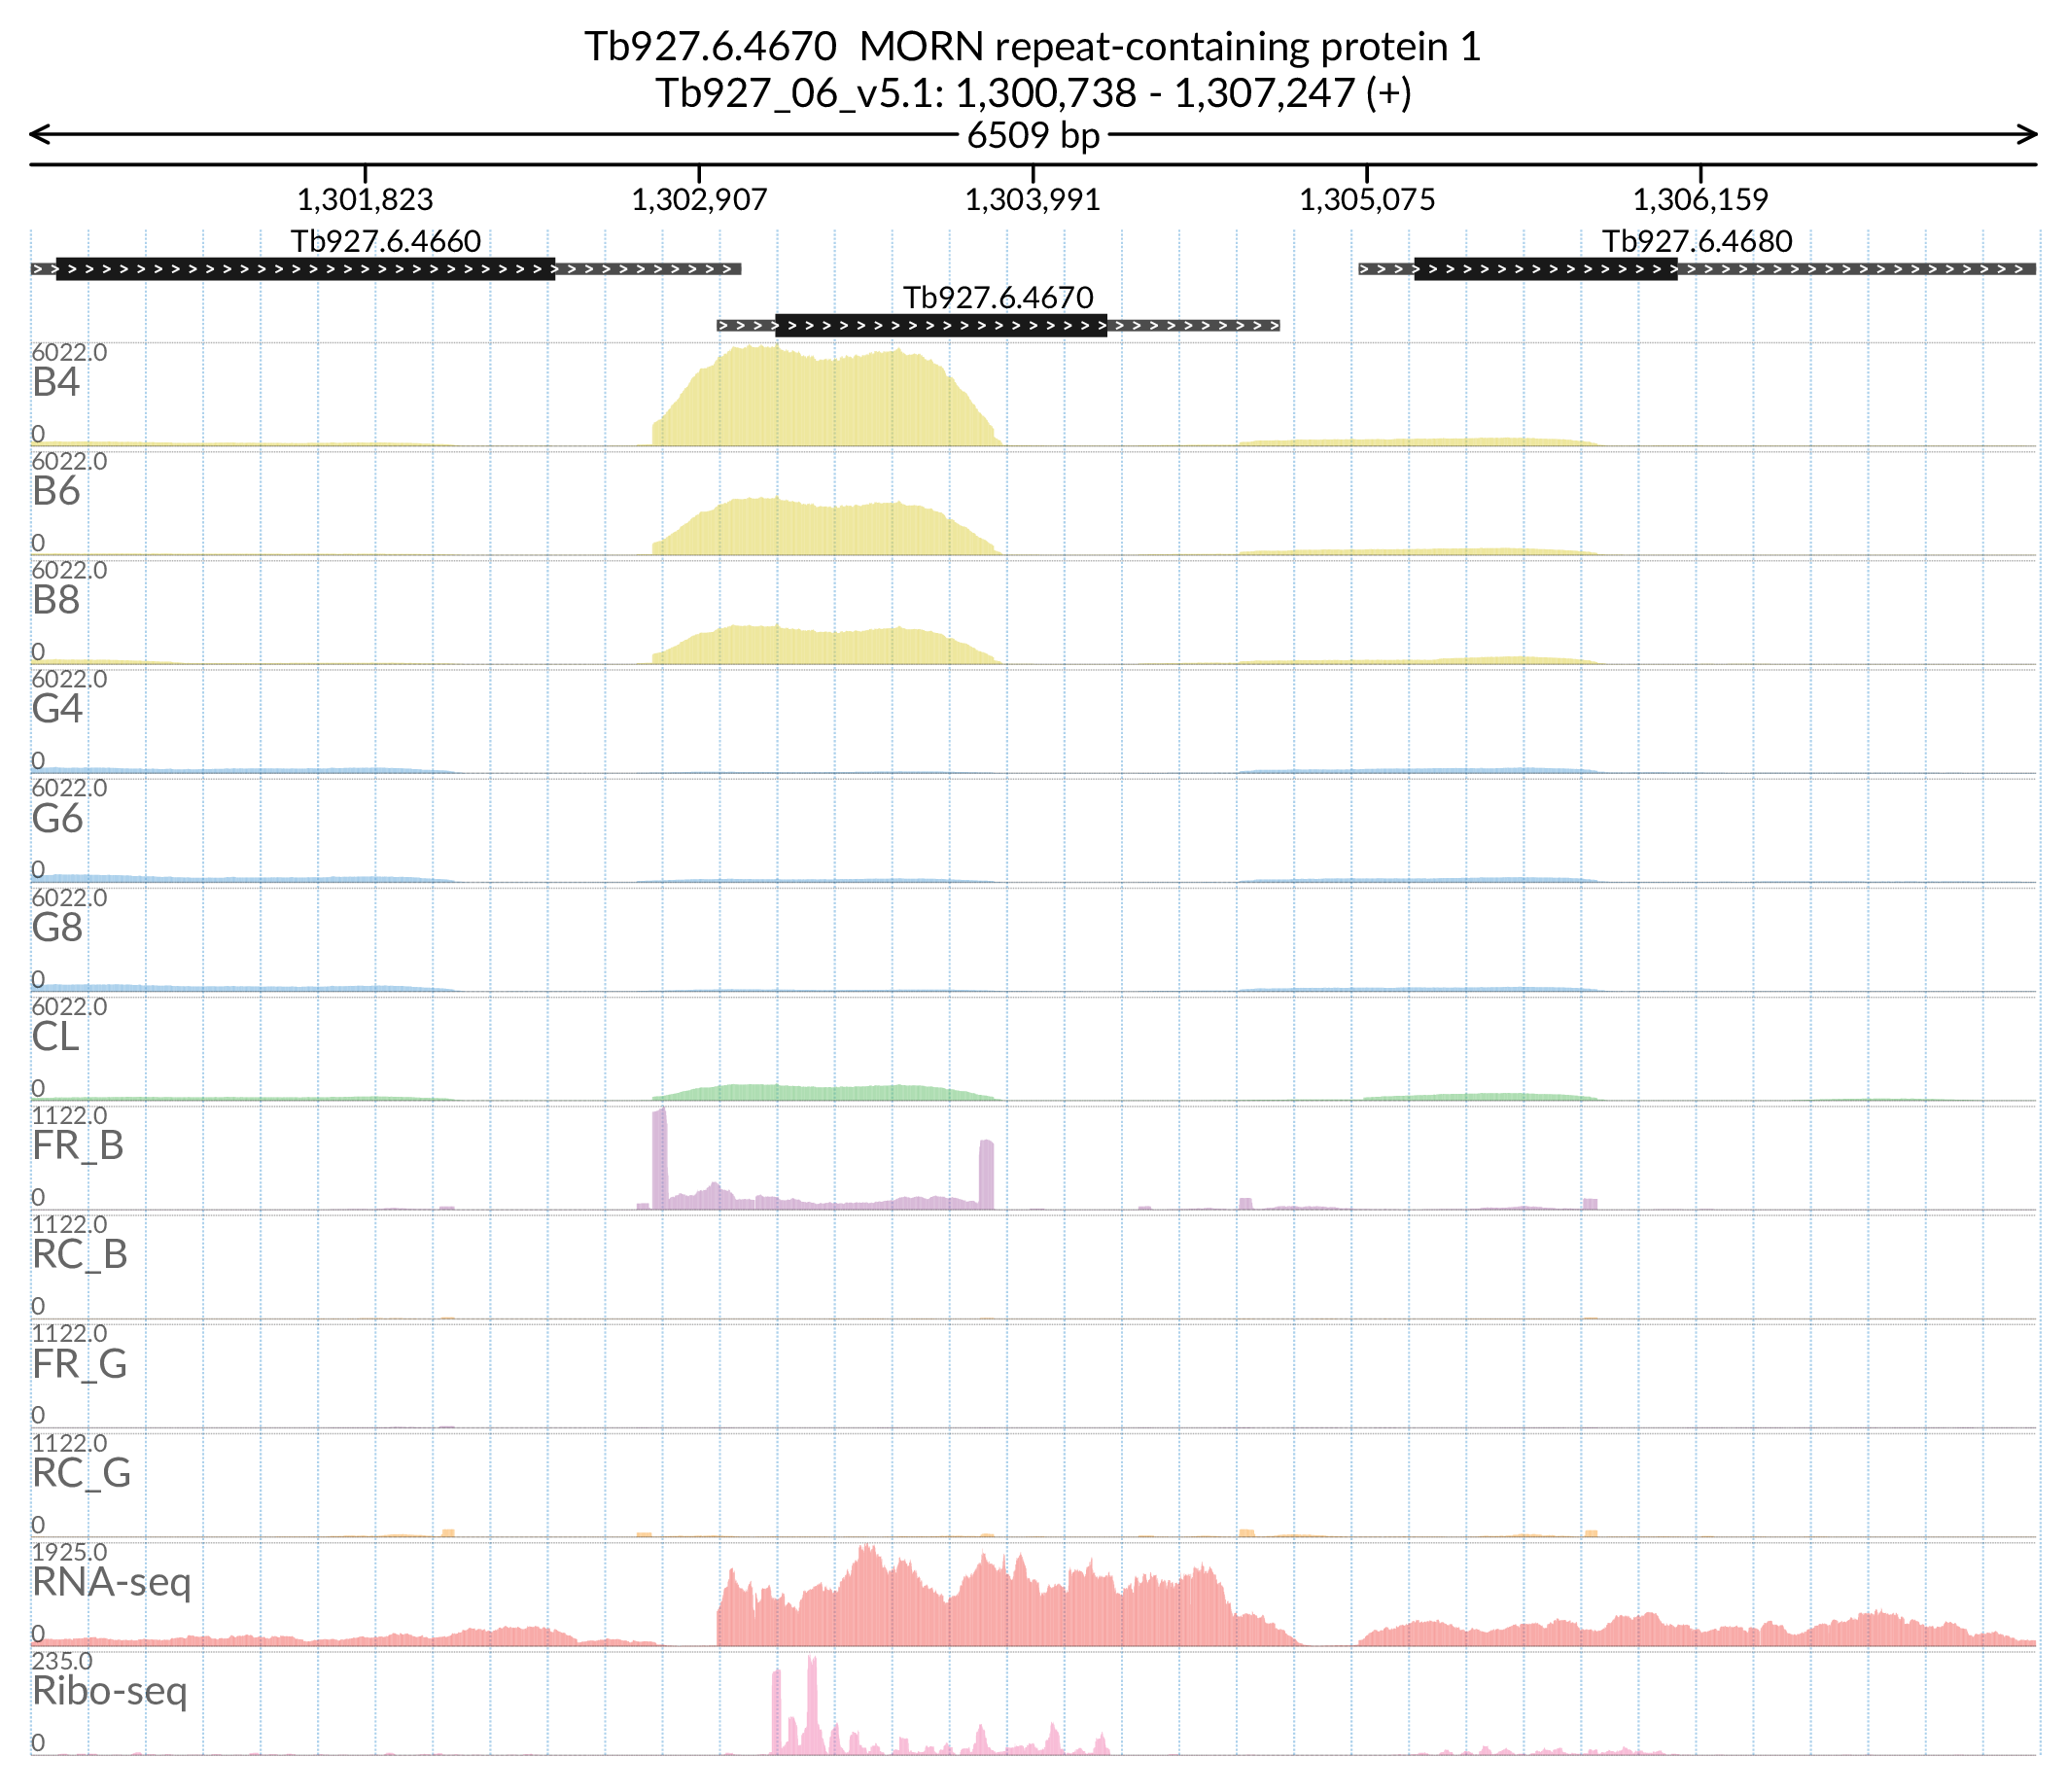 Tb927.6.4670  MORN repeat-containing protein 1
Tb927_06_v5.1: 1,300,738 - 1,307,247 (+)
6509 bp
1,301,823 1,302,907 1,303,991 1,305,075 1,306,159
Tb927.6.4660 Tb927.6.4680
Tb927.6.4670
6022.0
B4
0
6022.0
B6
0
6022.0
B8
0
6022.0
G4
0
6022.0
G6
0
6022.0
G8
0
6022.0
CL
0
1122.0
FR_B
0
1122.0
RC_B
0
1122.0
FR_G
0
1122.0
RC_G
0
1925.0
RNA-seq
0
235.0
Ribo-seq
0